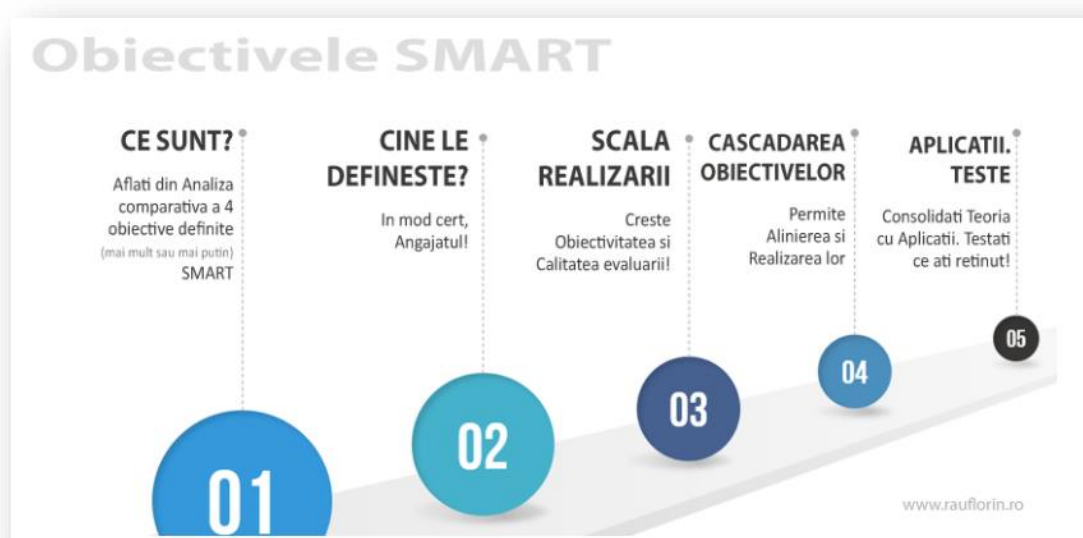 Obiectivele SMART
CE SUNT?
Aflati din Analiza
comparativa a 4
obiective definite
(mai mult sau mai putin)
SMART
CINE LE
DEFINESTE?
In mod cert,
Angajatul!
SCALA
REALIZARII
Creste
Obiectivitatea si
Calitatea evaluarii!
CASCADAREA
OBIECTIVELOR
Permite
Alinierea si
Realizarea lor
APLICATII.
TESTE
Consolidati Teoria
cu Aplicatii. Testati
ce ati retinut!
01
02
03
04
05
www.rauflorin.ro